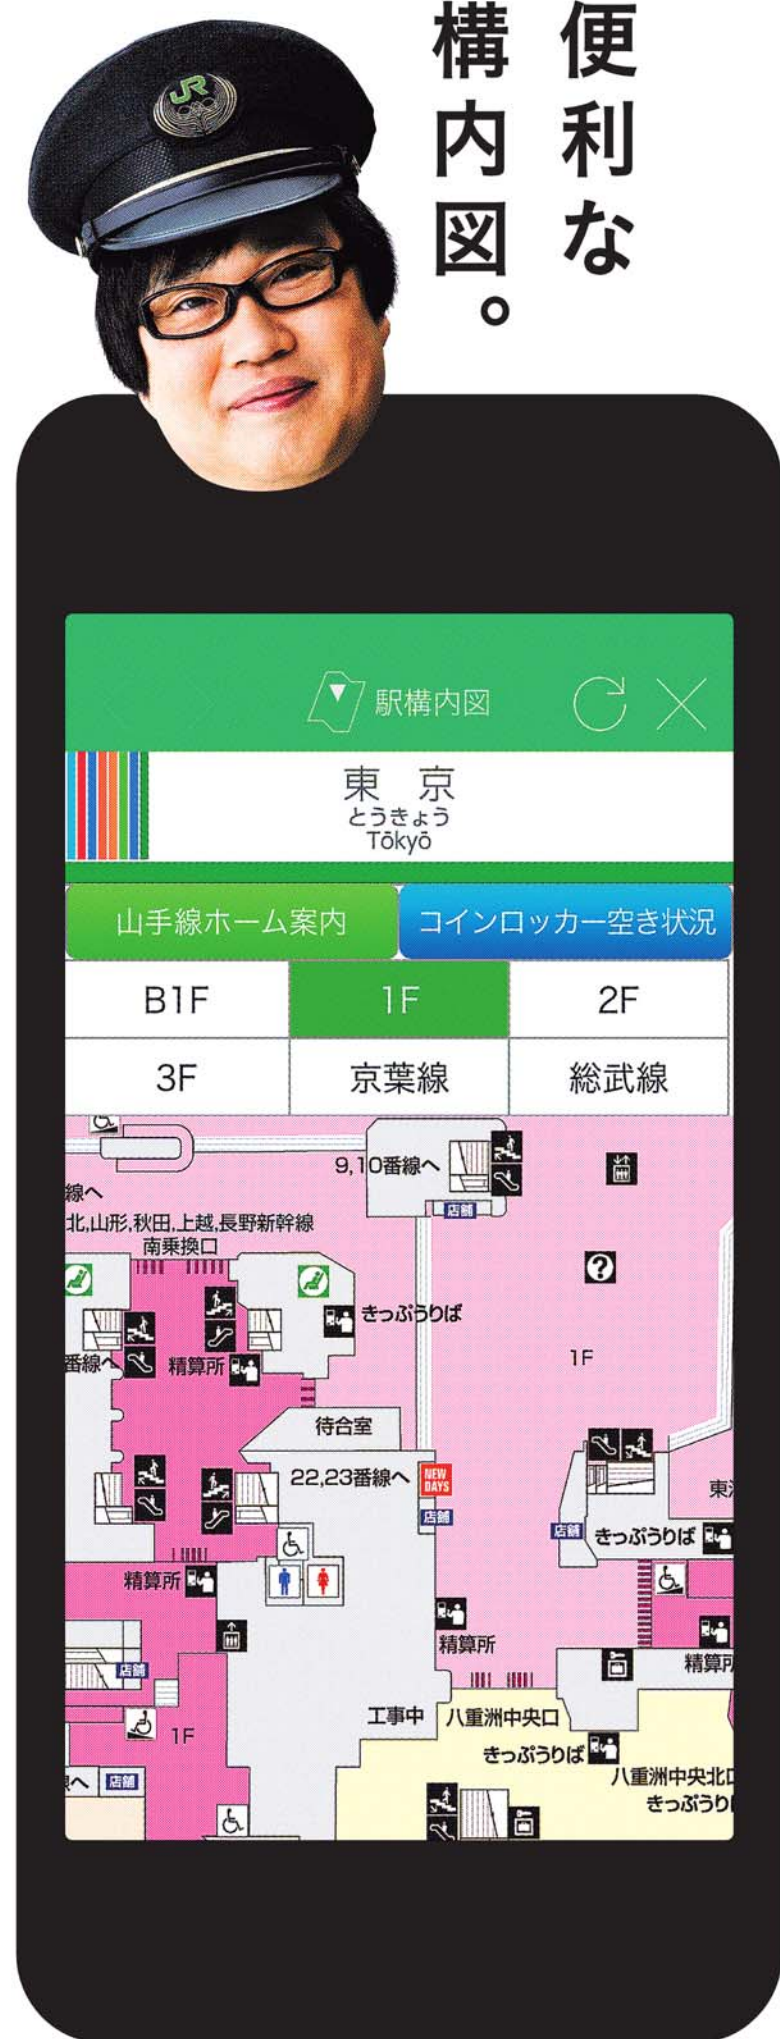 便利な
構内図。
JR
駅構内図
東 京
とうきょう
Tōkyō
山手線ホーム案内
コインロッカー空き状況
B1F
1F
2F
3F
京葉線
総武線
9,10番線へ
線へ
店舗
北,山形,秋田,上越,長野新幹線
南乗換口
?
きっぷうりば
1F
番線へ
精算所
待合室
22,23番線へ
NEW
DAYS
店舗
店舗
きっぷうりば
精算所
精算所
精算所
店舗
1F
工事中
八重洲中央口
きっぷうりば
店舗
八重洲中央北口
きっぷうりば